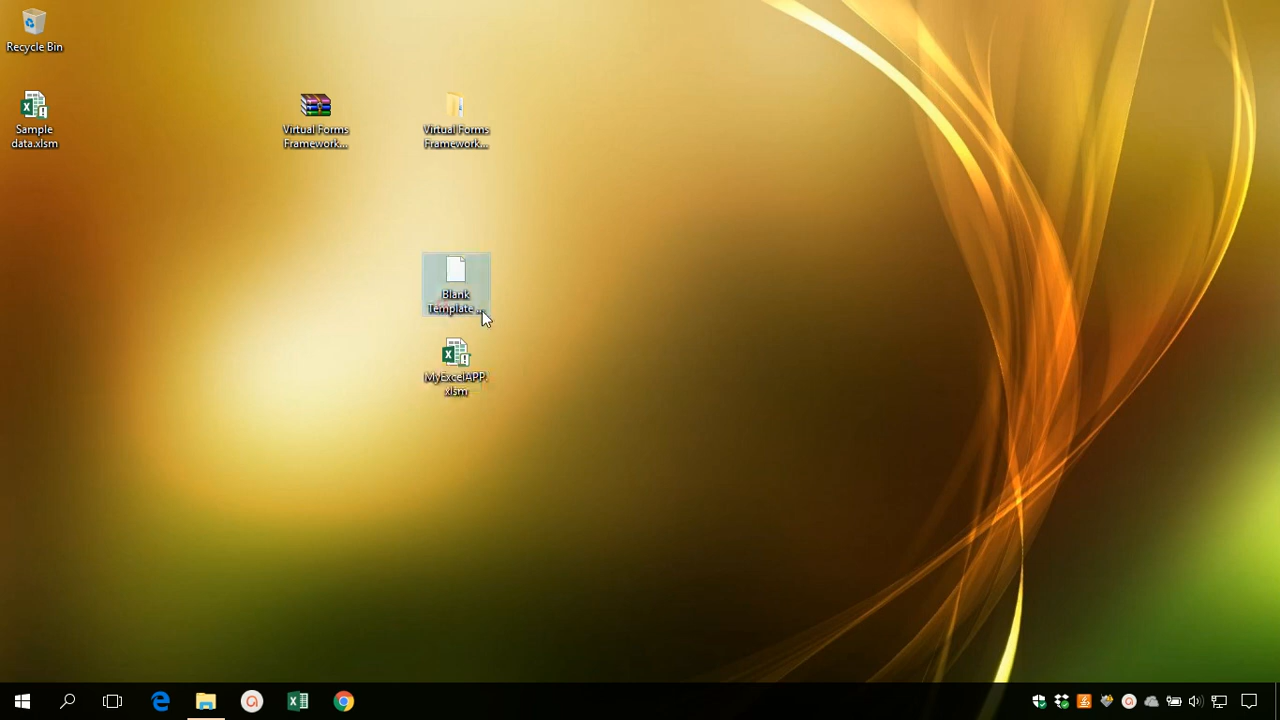 Recycle Bin
Sample
data.xlsm
Virtual Forms
Framework...
Virtual Forms
Framework...
Blank
Template ...
MyExcelAPP.
xlsm